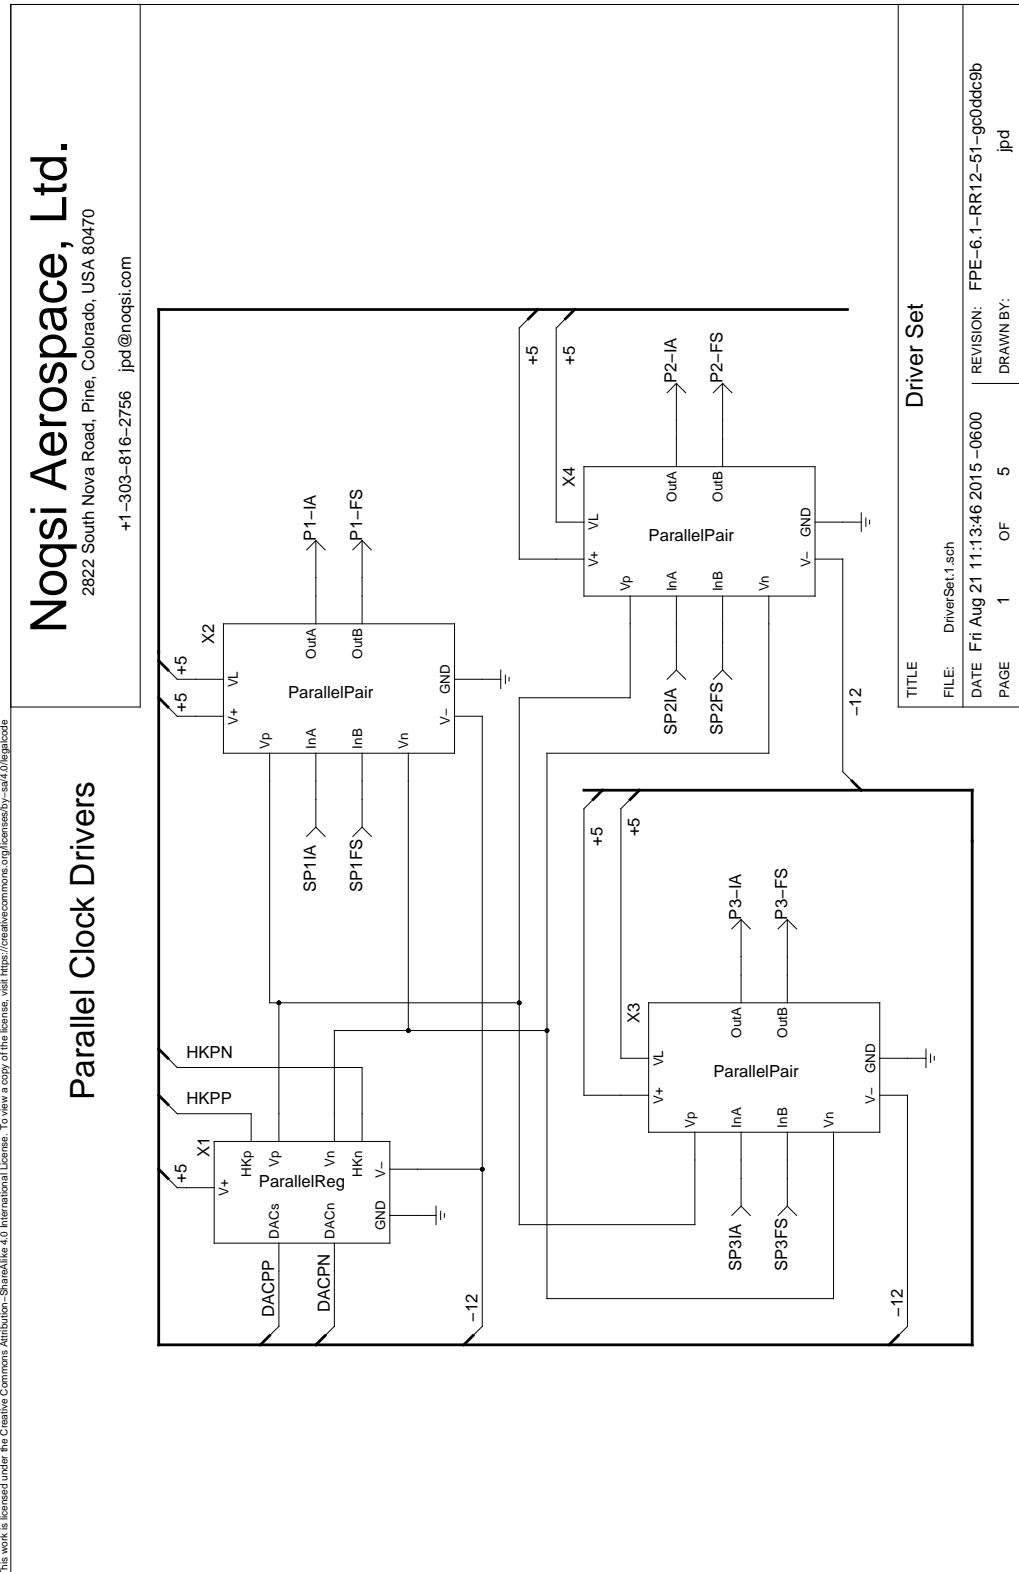 This work is licensed under the Creative Commons Attribution−ShareAlike 4.0 International License. To view a copy of the license, visit https://creativecommons.org/licenses/by−sa/4.0/legalcode
Noqsi Aerospace, Ltd.
2822 South Nova Road, Pine, Colorado, USA 80470
+1−303−816−2756 jpd@noqsi.com
Parallel Clock Drivers
+5
HKPP
HKPN
X1
V+
HKp
Vp
Vn
HKn
ParallelReg
DACs
DACn
GND
V−
DACPP
DACPN
−12
+5
+5
X2
V+
VL
Vp
InA
InB
Vn
OutA
OutB
ParallelPair
V−
GND
SP1IA
SP1FS
P1−IA
P1−FS
+5
+5
X4
V+
VL
Vp
InA
InB
Vn
OutA
OutB
ParallelPair
V−
GND
SP2IA
SP2FS
P2−IA
P2−FS
−12
+5
+5
X3
V+
VL
Vp
InA
InB
Vn
OutA
OutB
ParallelPair
V−
GND
SP3IA
SP3FS
P3−IA
P3−FS
−12
TITLE
Driver Set
FILE: DriverSet.1.sch
REVISION: FPE−6.1−RR12−51−gc0ddc9b
DATE Fri Aug 21 11:13:46 2015 −0600
PAGE 1 OF 5
DRAWN BY: jpd